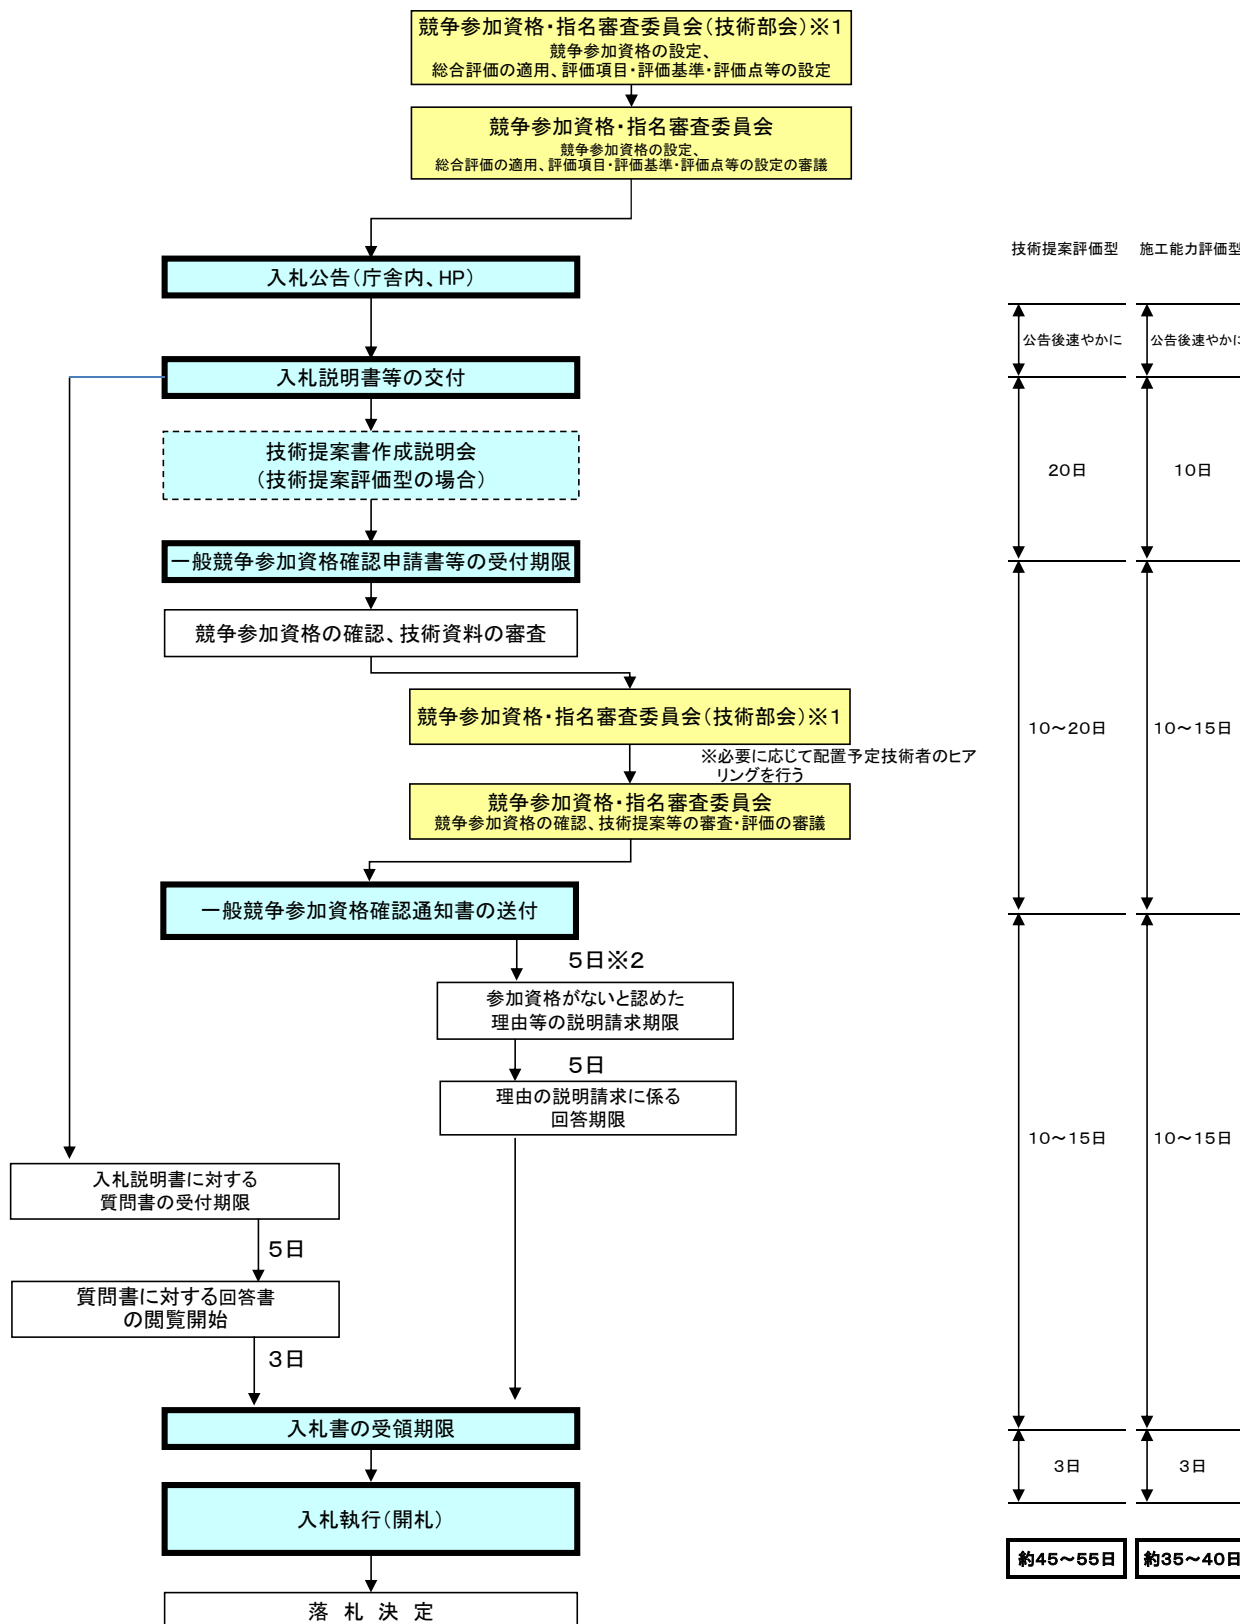 競争参加資格・指名審査委員会(技術部会)※1
競争参加資格の設定、
総合評価の適用、評価項目・評価基準・評価点等の設定
競争参加資格・指名審査委員会
競争参加資格の設定、
総合評価の適用、評価項目・評価基準・評価点等の設定の審議
技術提案評価型
施工能力評価型
入札公告(庁舎内、HP)
公告後速やかに
公告後速やかに
入札説明書等の交付
技術提案書作成説明会
(技術提案評価型の場合)
20日
10日
一般競争参加資格確認申請書等の受付期限
競争参加資格の確認、技術資料の審査
競争参加資格・指名審査委員会(技術部会)※1
10～20日
10～15日
※必要に応じて配置予定技術者のヒア
リングを行う
競争参加資格・指名審査委員会
競争参加資格の確認、技術提案等の審査・評価の審議
一般競争参加資格確認通知書の送付
5日※2
参加資格がないと認めた
理由等の説明請求期限
5日
理由の説明請求に係る
回答期限
10～15日
10～15日
入札説明書に対する
質問書の受付期限
5日
質問書に対する回答書
の閲覧開始
3日
入札書の受領期限
3日
3日
入札執行(開札)
約45～55日
約35～40日
落 札 決 定